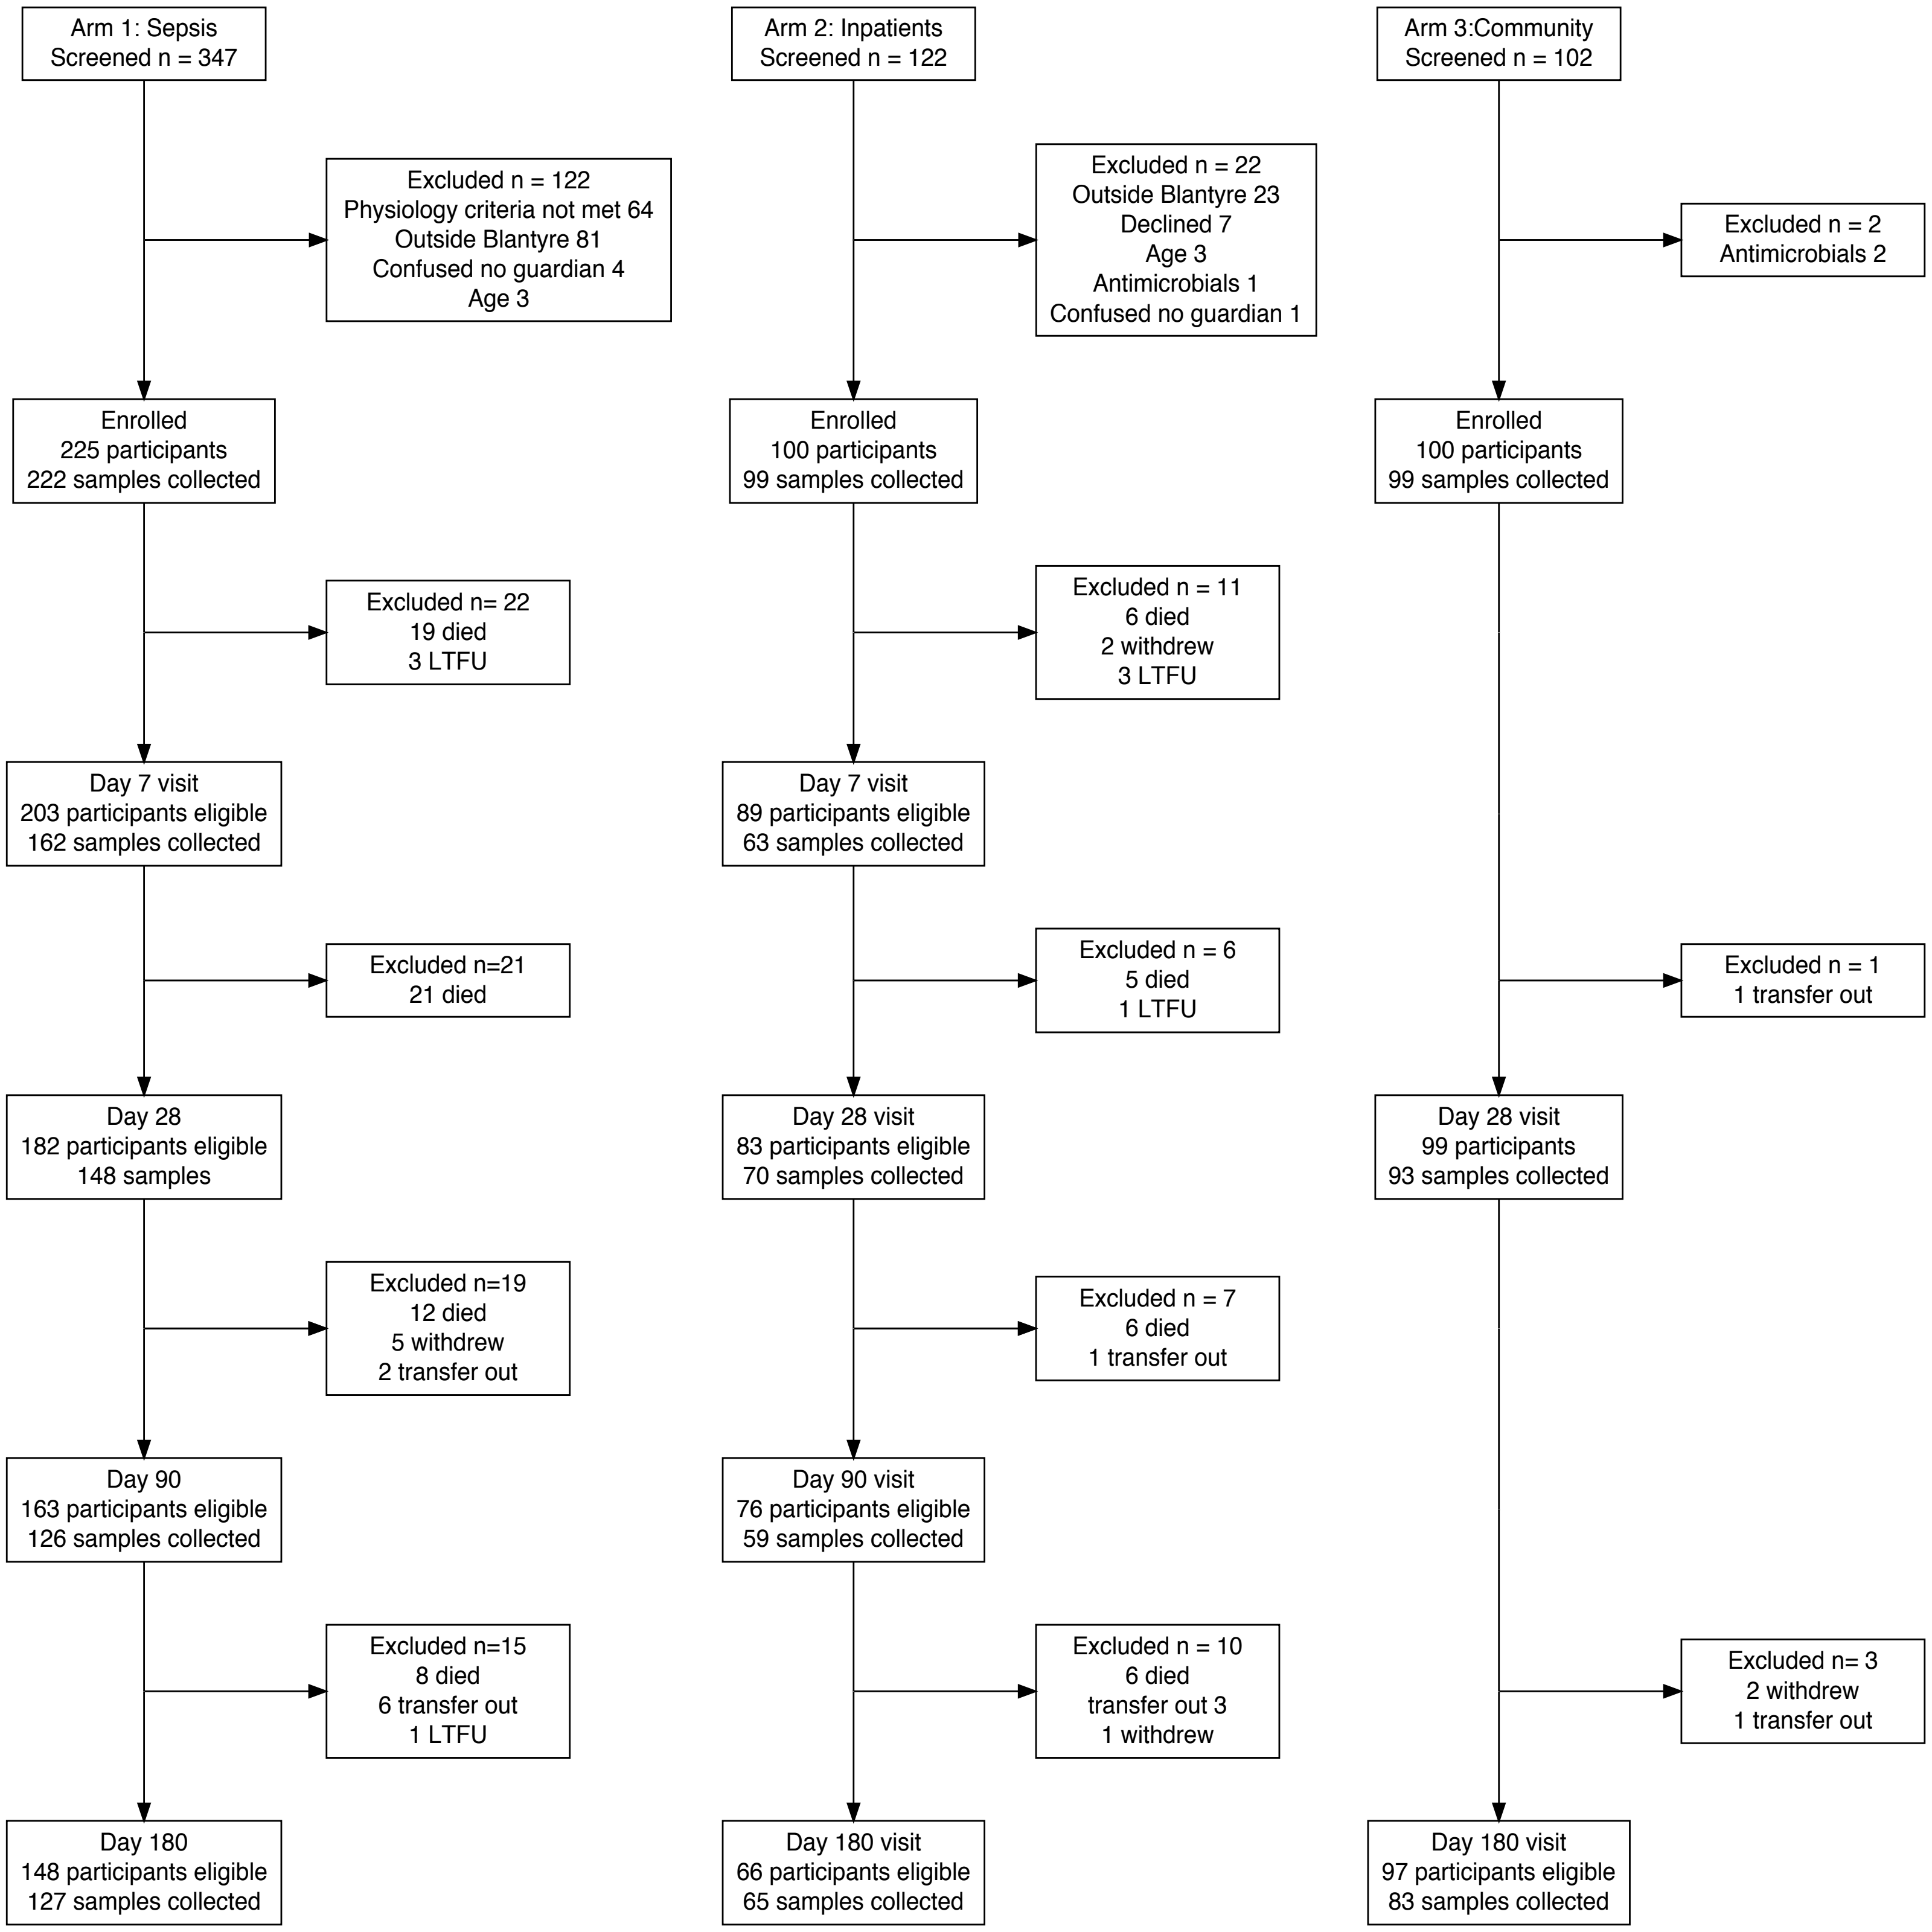 Arm 1: Sepsis
Screened n = 347
Excluded n = 122
Physiology criteria not met 64
Outside Blantyre 81
Confused no guardian 4
Age 3
Enrolled
225 participants
222 samples collected
Excluded n= 22
19 died
3 LTFU
Day 7 visit
203 participants eligible
162 samples collected
Excluded n=21
21 died
Day 28
182 participants eligible
148 samples
Excluded n=19
12 died
5 withdrew
2 transfer out
Day 90
163 participants eligible
126 samples collected
Excluded n=15
8 died
6 transfer out
1 LTFU
Day 180
148 participants eligible
127 samples collected
Arm 2: Inpatients
Screened n = 122
Excluded n = 22
Outside Blantyre 23
Declined 7
Age 3
Antimicrobials 1
Confused no guardian 1
Enrolled
100 participants
99 samples collected
Excluded n = 11
6 died
2 withdrew
3 LTFU
Day 7 visit
89 participants eligible
63 samples collected
Excluded n = 6
5 died
1 LTFU
Day 28 visit
83 participants eligible
70 samples collected
Excluded n = 7
6 died
1 transfer out
Day 90 visit
76 participants eligible
59 samples collected
Excluded n = 10
6 died
transfer out 3
1 withdrew
Day 180 visit
66 participants eligible
65 samples collected
Arm 3:Community
Screened n = 102
Excluded n = 2
Antimicrobials 2
Enrolled
100 participants
99 samples collected
Excluded n = 1
1 transfer out
Day 28 visit
99 participants
93 samples collected
Excluded n= 3
2 withdrew
1 transfer out
Day 180 visit
97 participants eligible
83 samples collected